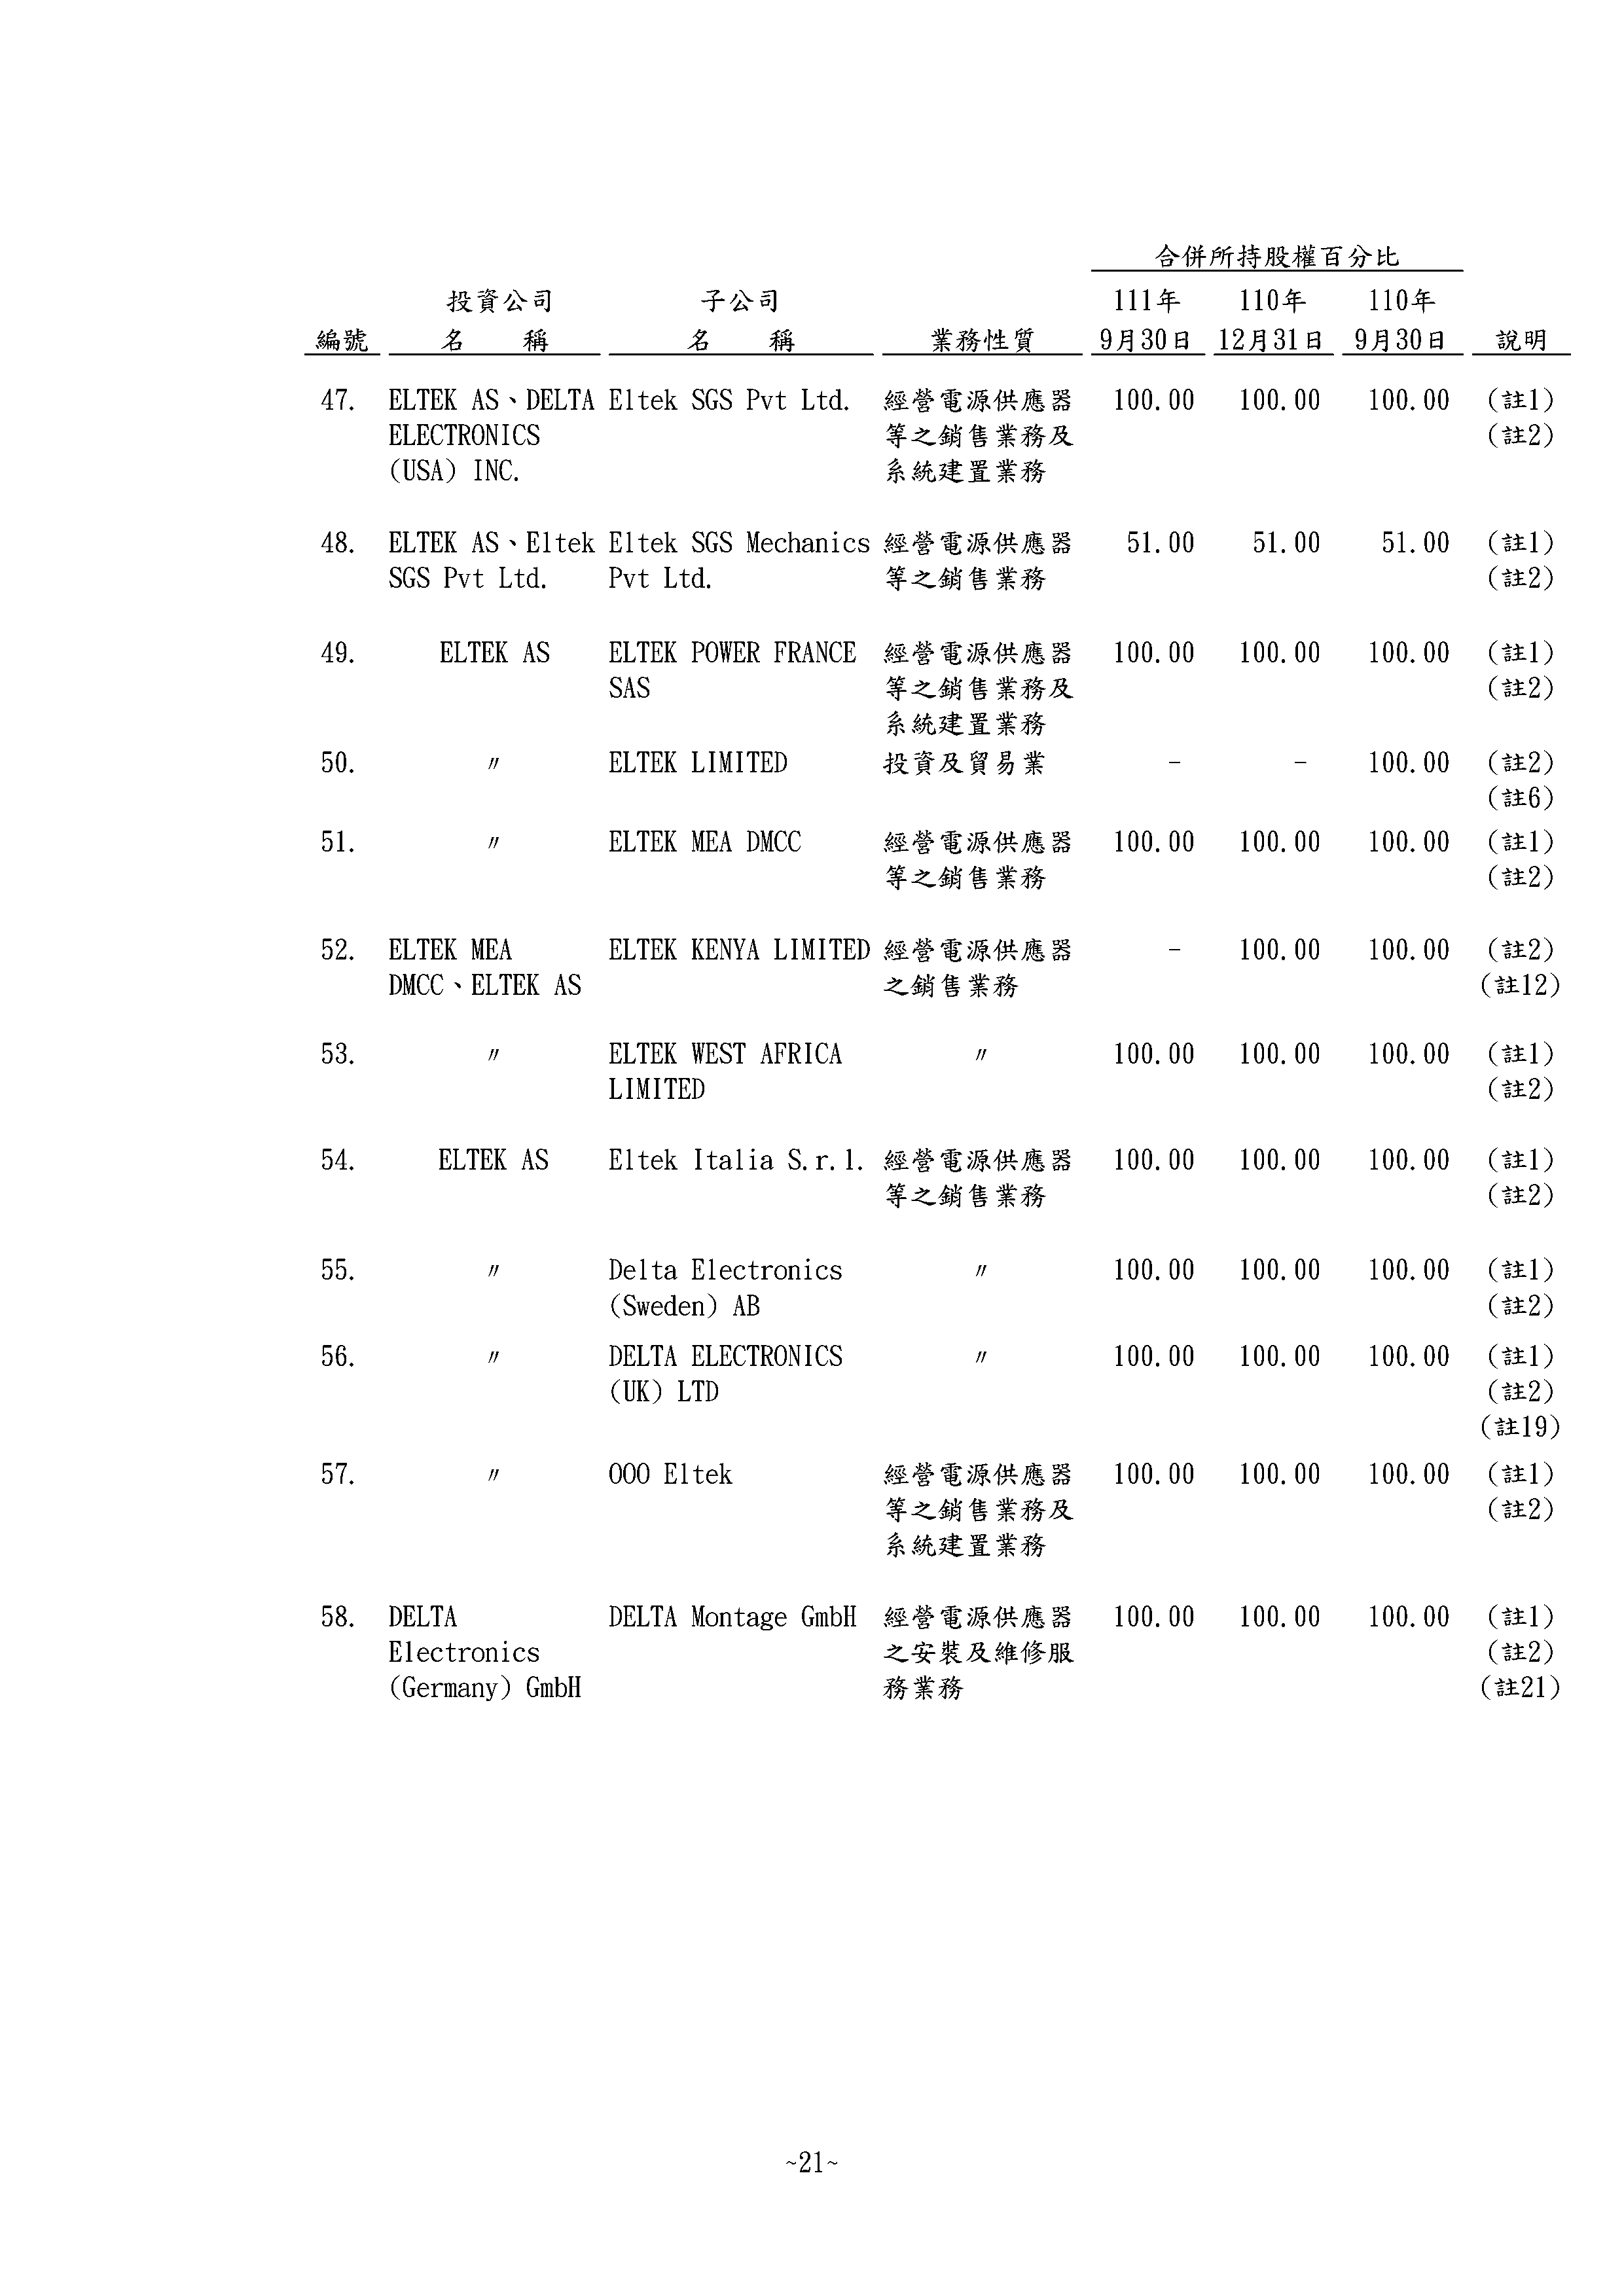 合併所持股權百分比
投資公司 子公司 111年 110年 110年
編號 名　　稱 名　　稱 業務性質 9月30日 12月31日 9月30日 說明
47. ELTEK AS、DELTA Eltek SGS Pvt Ltd. 經營電源供應器 100.00 100.00 100.00 (註1)
ELECTRONICS 等之銷售業務及 (註2)
(USA) INC. 系統建置業務
48. ELTEK AS、Eltek Eltek SGS Mechanics 經營電源供應器 51.00 51.00 51.00 (註1)
SGS Pvt Ltd. Pvt Ltd. 等之銷售業務 (註2)
49. ELTEK AS ELTEK POWER FRANCE 經營電源供應器 100.00 100.00 100.00 (註1)
SAS 等之銷售業務及 (註2)
系統建置業務
50. 〃 ELTEK LIMITED 投資及貿易業 - - 100.00 (註2)
(註6)
51. 〃 ELTEK MEA DMCC 經營電源供應器 100.00 100.00 100.00 (註1)
等之銷售業務 (註2)
52. ELTEK MEA ELTEK KENYA LIMITED 經營電源供應器 - 100.00 100.00 (註2)
DMCC、ELTEK AS 之銷售業務 (註12)
53. 〃 ELTEK WEST AFRICA 〃 100.00 100.00 100.00 (註1)
LIMITED (註2)
54. ELTEK AS Eltek Italia S.r.l. 經營電源供應器 100.00 100.00 100.00 (註1)
等之銷售業務 (註2)
55. 〃 Delta Electronics 〃 100.00 100.00 100.00 (註1)
(Sweden) AB (註2)
56. 〃 DELTA ELECTRONICS 〃 100.00 100.00 100.00 (註1)
(UK) LTD (註2)
(註19)
57. 〃 OOO Eltek 經營電源供應器 100.00 100.00 100.00 (註1)
等之銷售業務及 (註2)
系統建置業務
58. DELTA DELTA Montage GmbH 經營電源供應器 100.00 100.00 100.00 (註1)
Electronics 之安裝及維修服 (註2)
(Germany) GmbH 務業務 (註21)
~21~